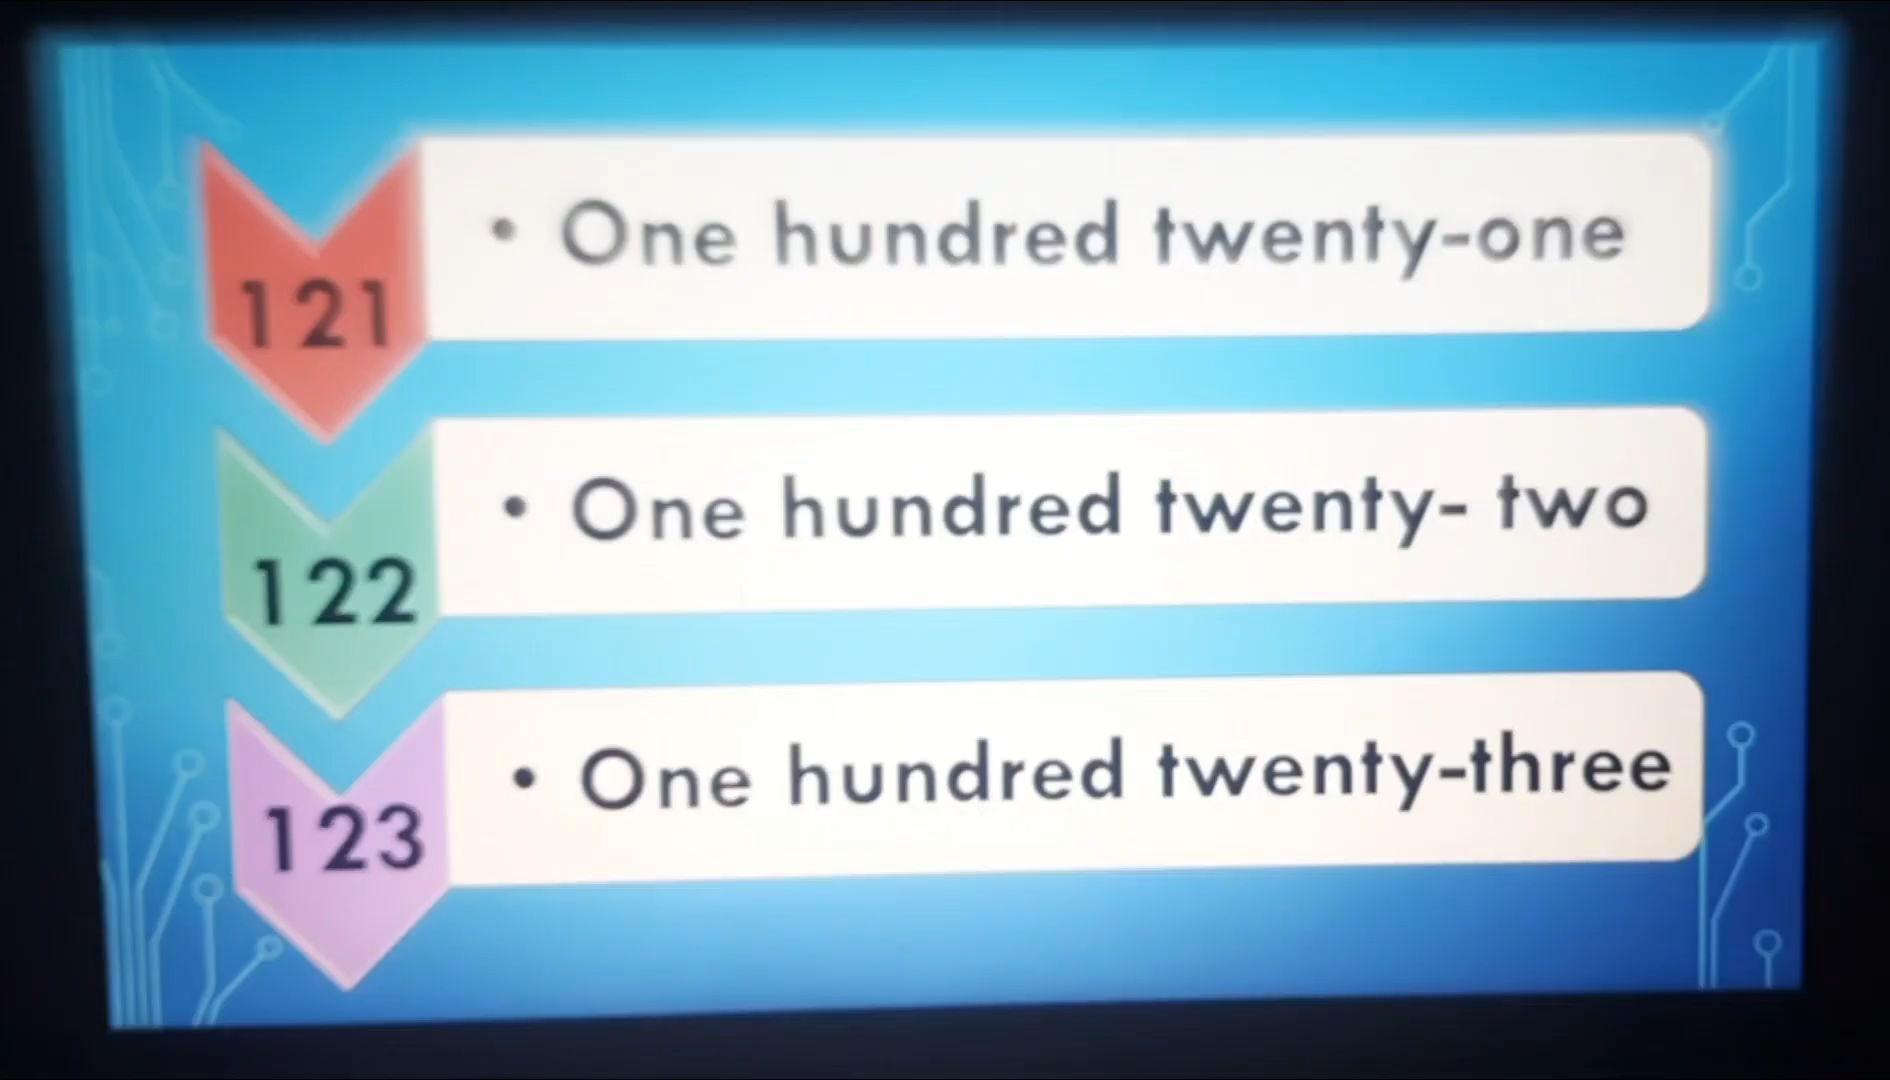 121
• One hundred twenty-one
122
• One hundred twenty- two
123
• One hundred twenty-three